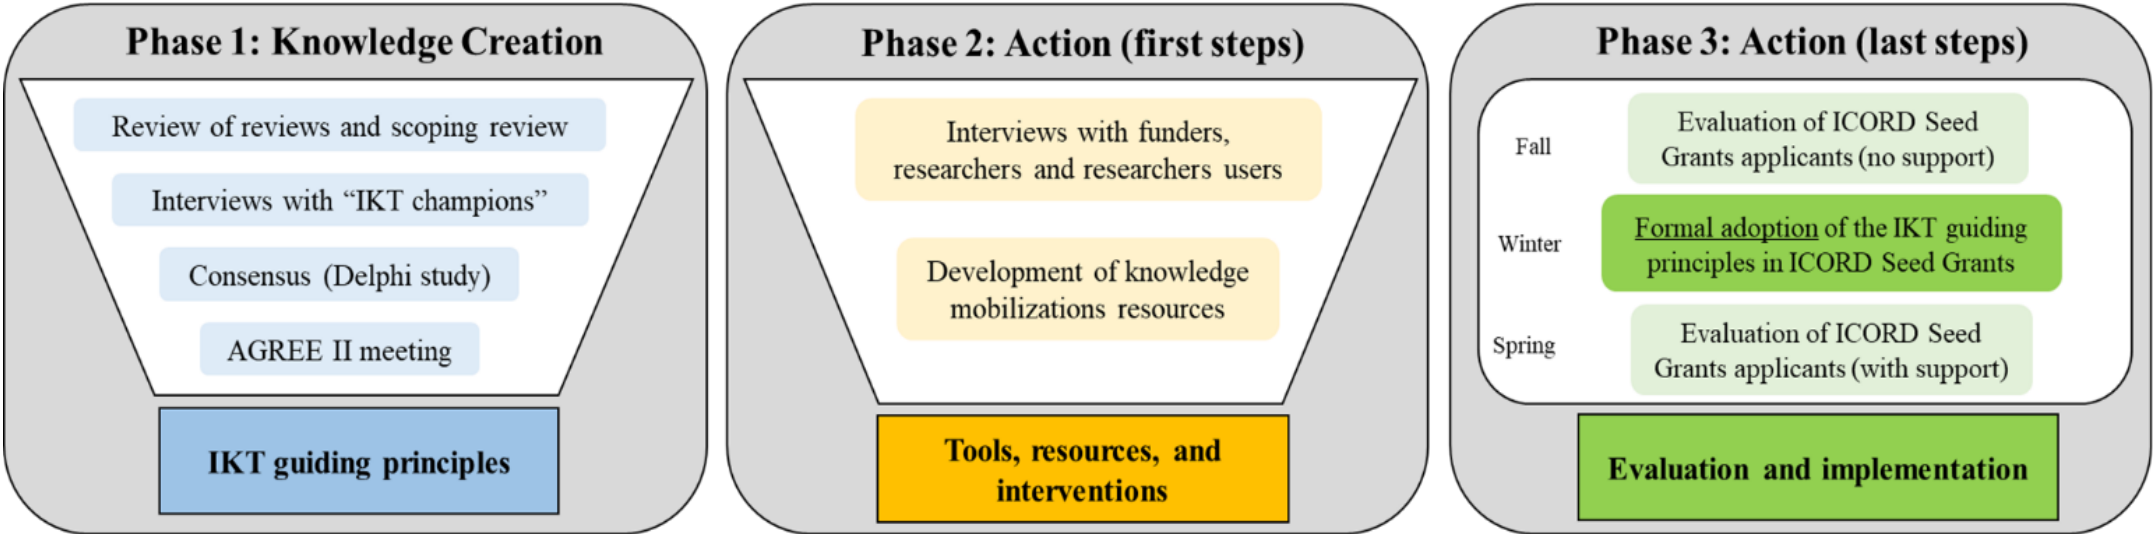 Phase 1: Knowledge Creation
Review of reviews and scoping review
Interviews with “IKT champions”
Consensus (Delphi study)
AGREE II meeting
IKT guiding principles
Phase 2: Action (first steps)
Interviews with funders,
researchers and researchers users
Development of knowledge
mobilizations resources
Tools, resources, and
interventions
Phase 3: Action (last steps)
Fall
Evaluation of ICORD Seed
Grants applicants (no support)
Winter
Formal adoption of the IKT guiding
principles in ICORD Seed Grants
Spring
Evaluation of ICORD Seed
Grants applicants (with support)
Evaluation and implementation